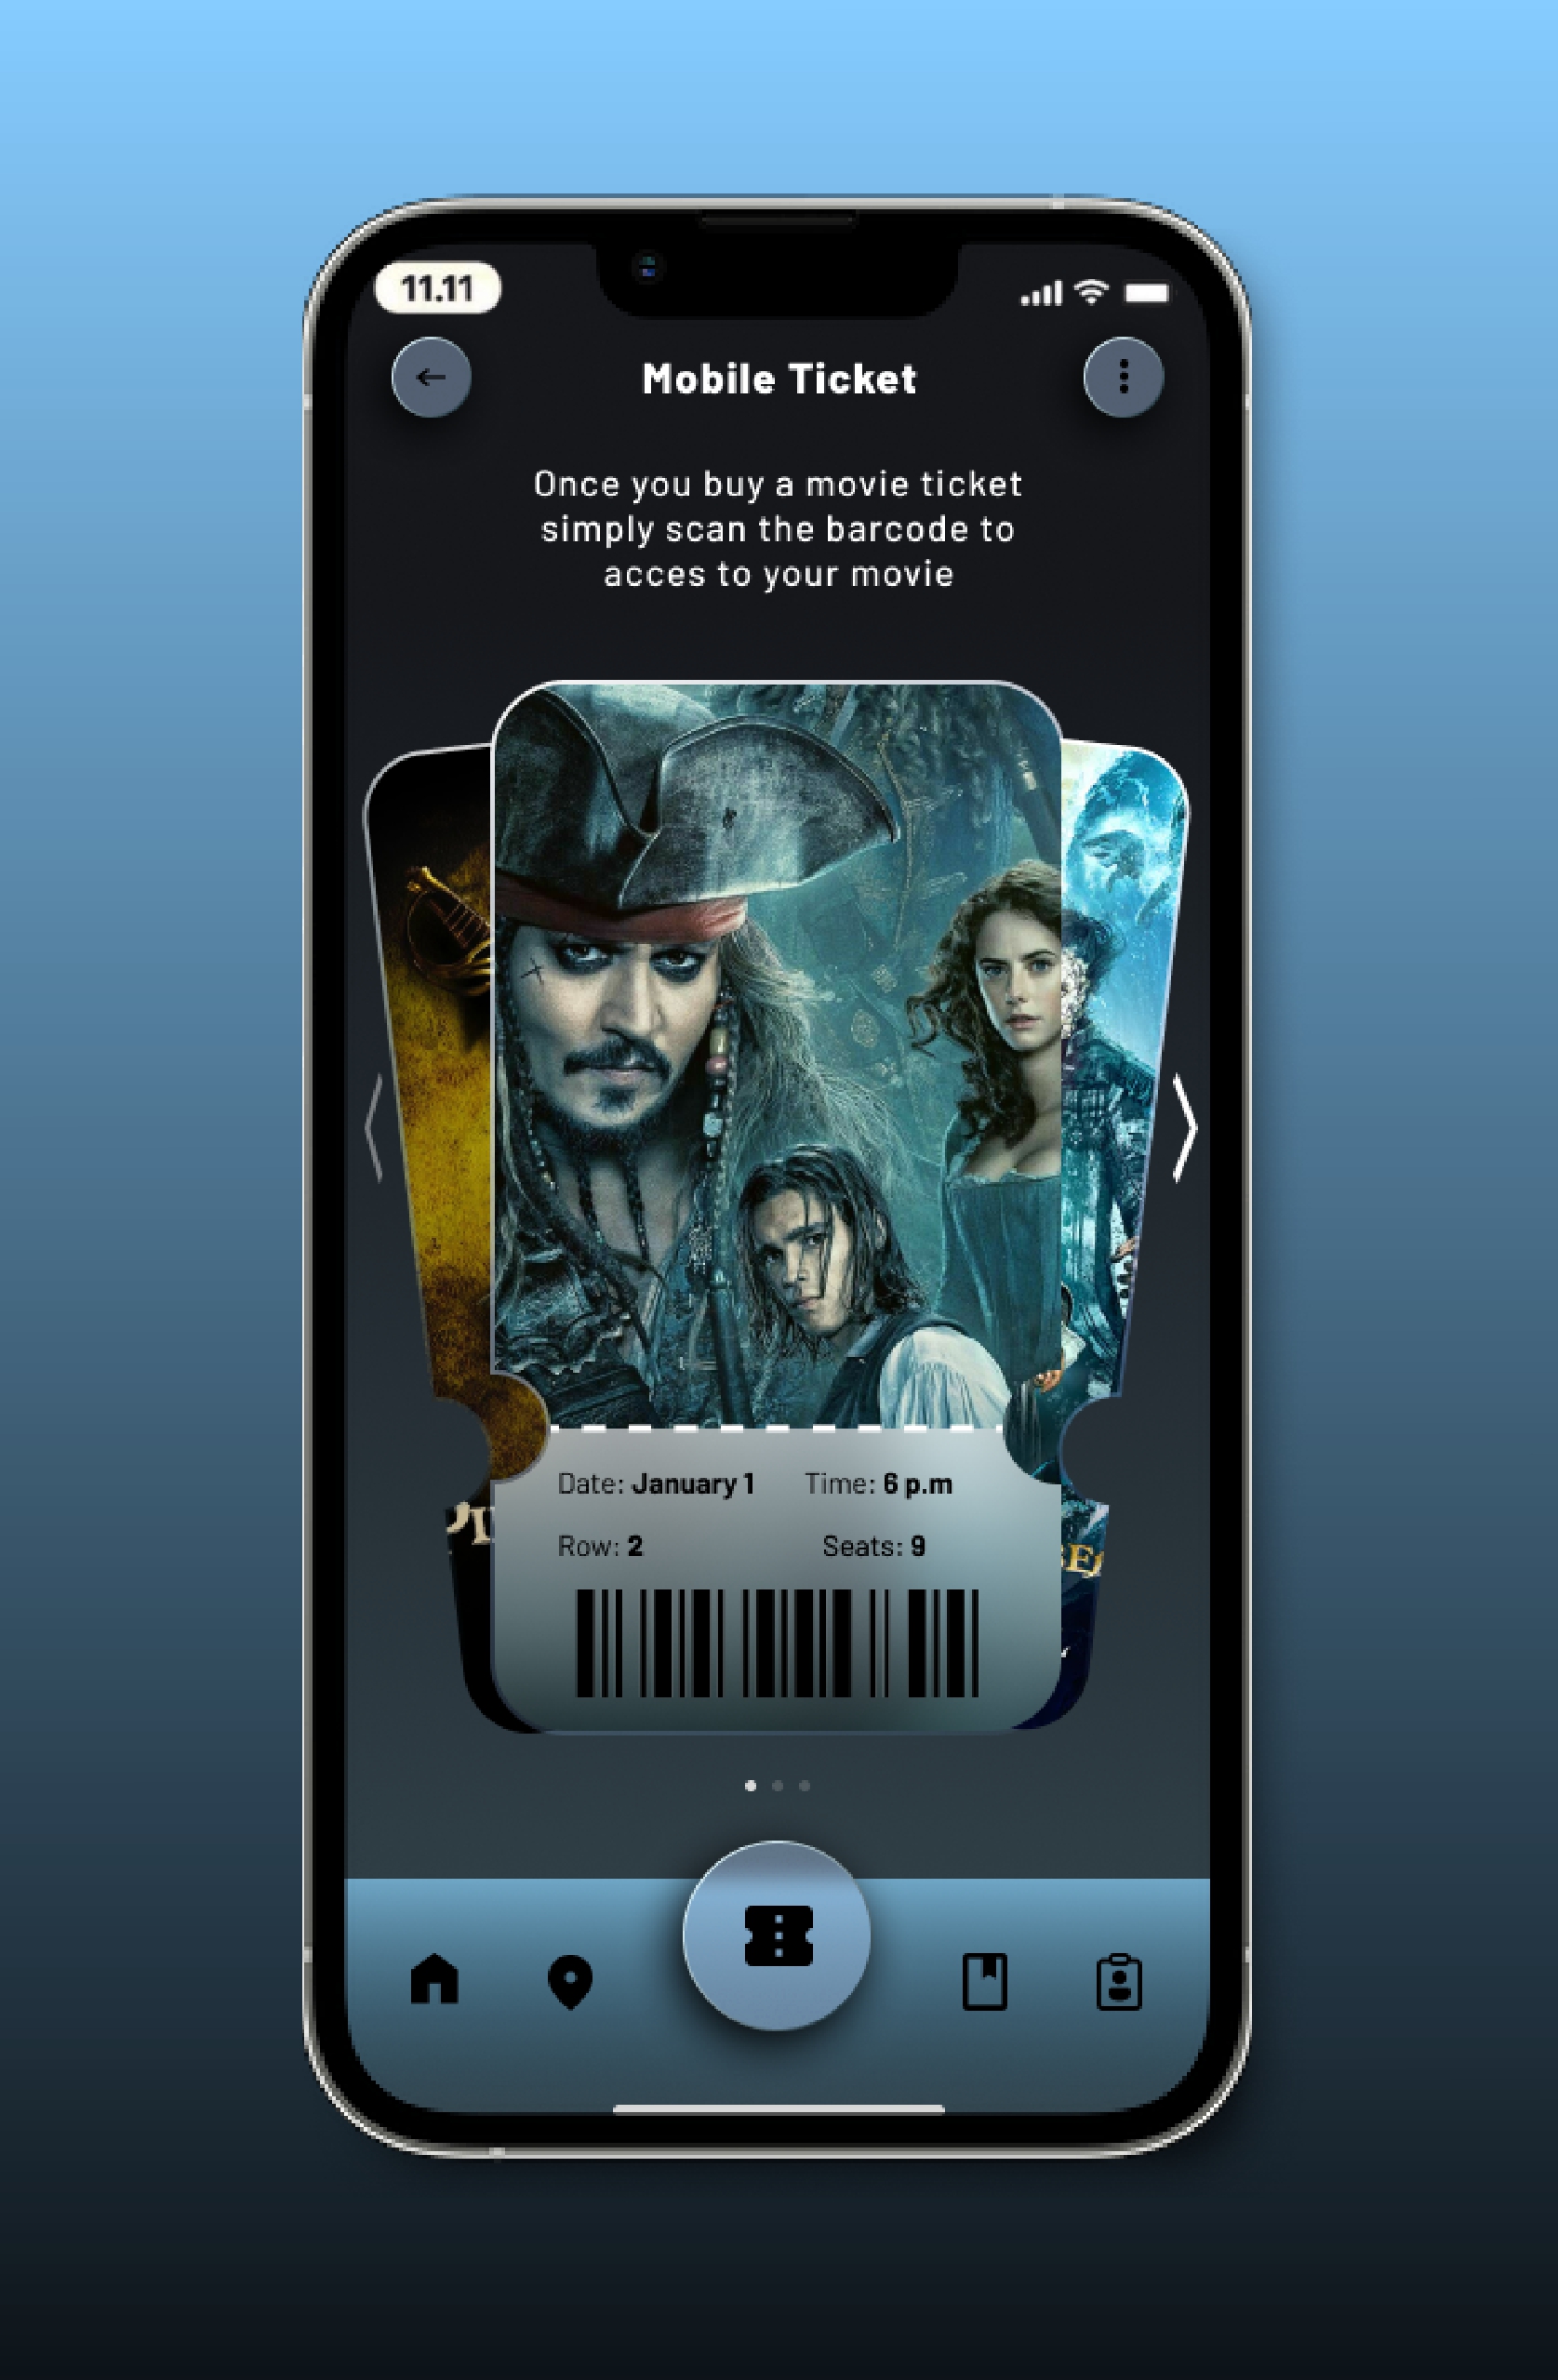 11.11
Mobile Ticket
Once you buy a movie ticket
simply scan the barcode to
acces to your movie
Date: January 1 Time: 6 p.m
Row: 2 Seats: 9